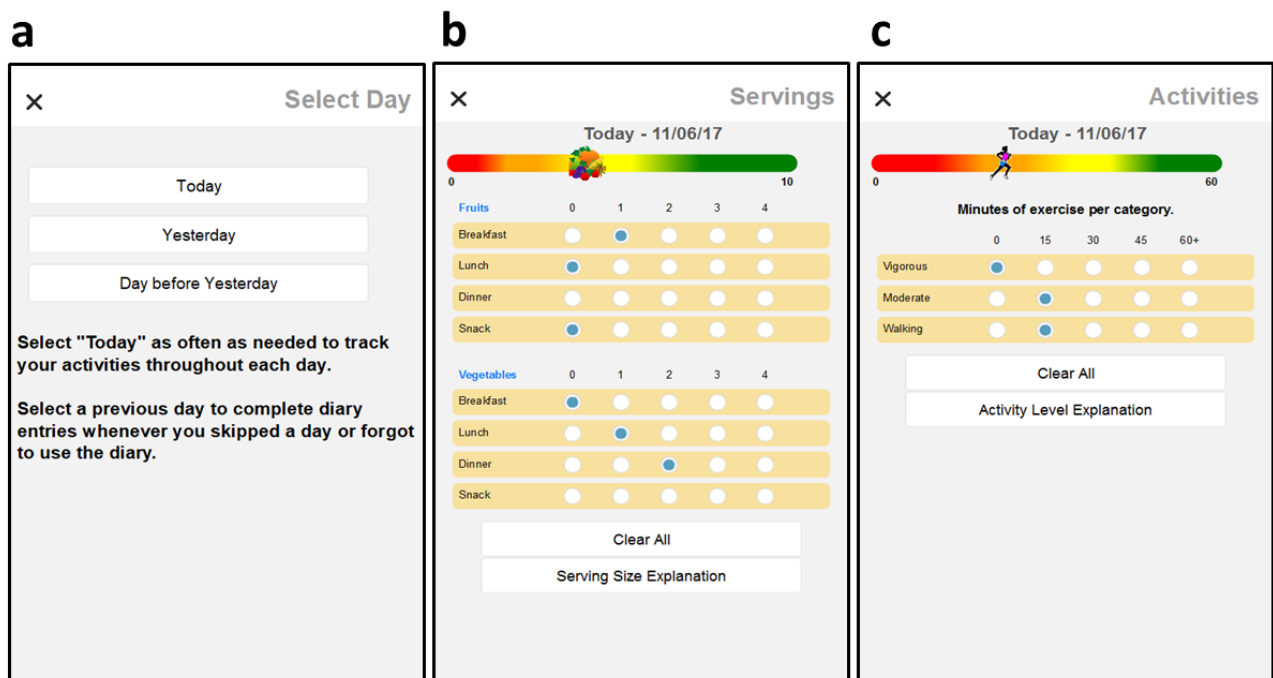 a
Select Day
Today
Yesterday
Day before Yesterday
Select "Today" as often as needed to track
your activities throughout each day.
Select a previous day to complete diary
entries whenever you skipped a day or forgot
to use the diary.
b
Servings
Today - 11/06/17
0 10
Fruits 0 1 2 3 4
Breakfast
Lunch
Dinner
Snack
Vegetables 0 1 2 3 4
Breakfast
Lunch
Dinner
Snack
Clear All
Serving Size Explanation
c
Activities
Today - 11/06/17
0 60
Minutes of exercise per category.
0 15 30 45 60+
Vigorous
Moderate
Walking
Clear All
Activity Level Explanation